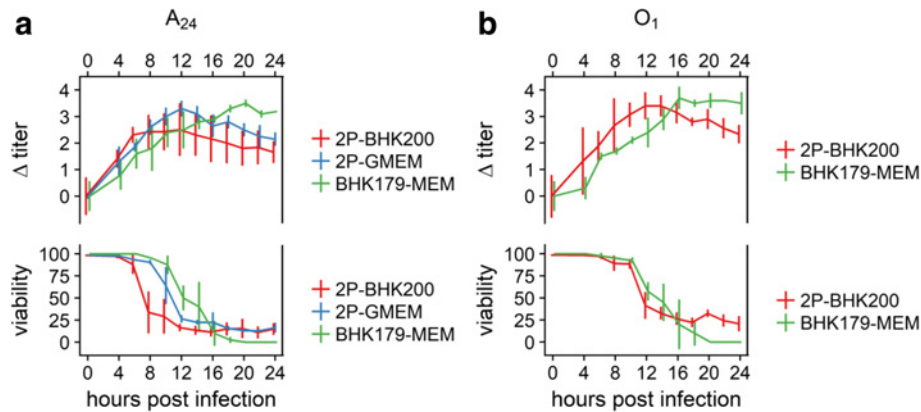 a
A24
0 4 8 12 16 20 24
4
3
2
1
0
Δ titer
2P-BHK200
2P-GMEM
BHK179-MEM
100
75
50
25
0
viability
2P-BHK200
2P-GMEM
BHK179-MEM
0 4 8 12 16 20 24
hours post infection
b
O1
0 4 8 12 16 20 24
4
3
2
1
0
Δ titer
2P-BHK200
BHK179-MEM
100
75
50
25
0
viability
2P-BHK200
BHK179-MEM
0 4 8 12 16 20 24
hours post infection